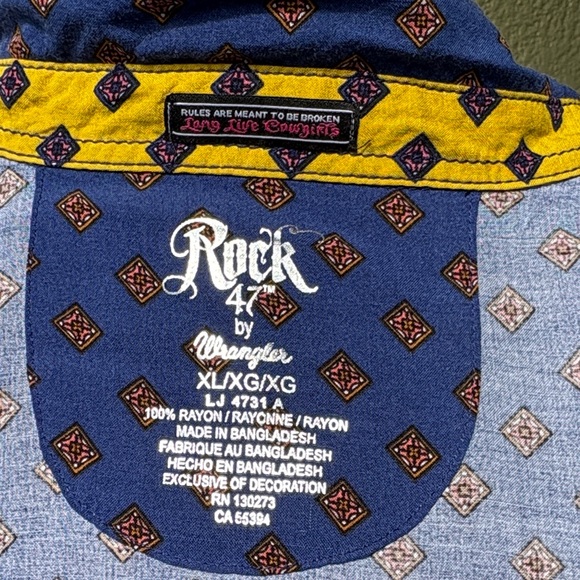 RULES ARE MEANT TO BE BROKEN
Long Live Cowgirls
Rock
47™
by
Wrangler
XL/XG/XG
LJ 4731 A
100% RAYON / RAYONNE / RAYON
MADE IN BANGLADESH
FABRIQUE AU BANGLADESH
HECHO EN BANGLADESH
EXCLUSIVE OF DECORATION
RN 130273
CA 55394